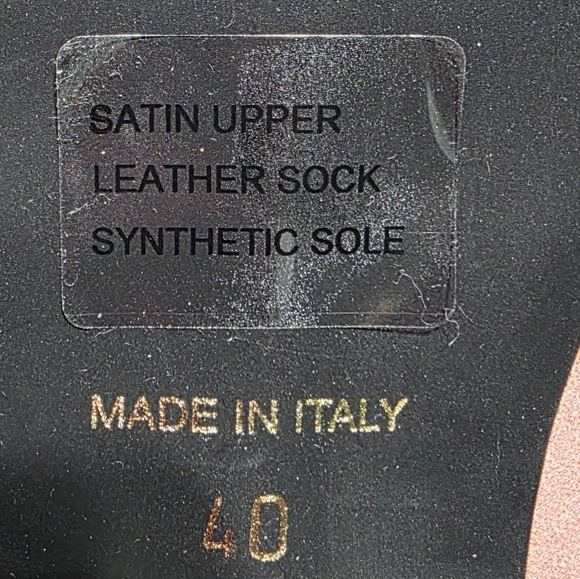 SATIN UPPER
LEATHER SOCK
SYNTHETIC SOLE
MADE IN ITALY
40